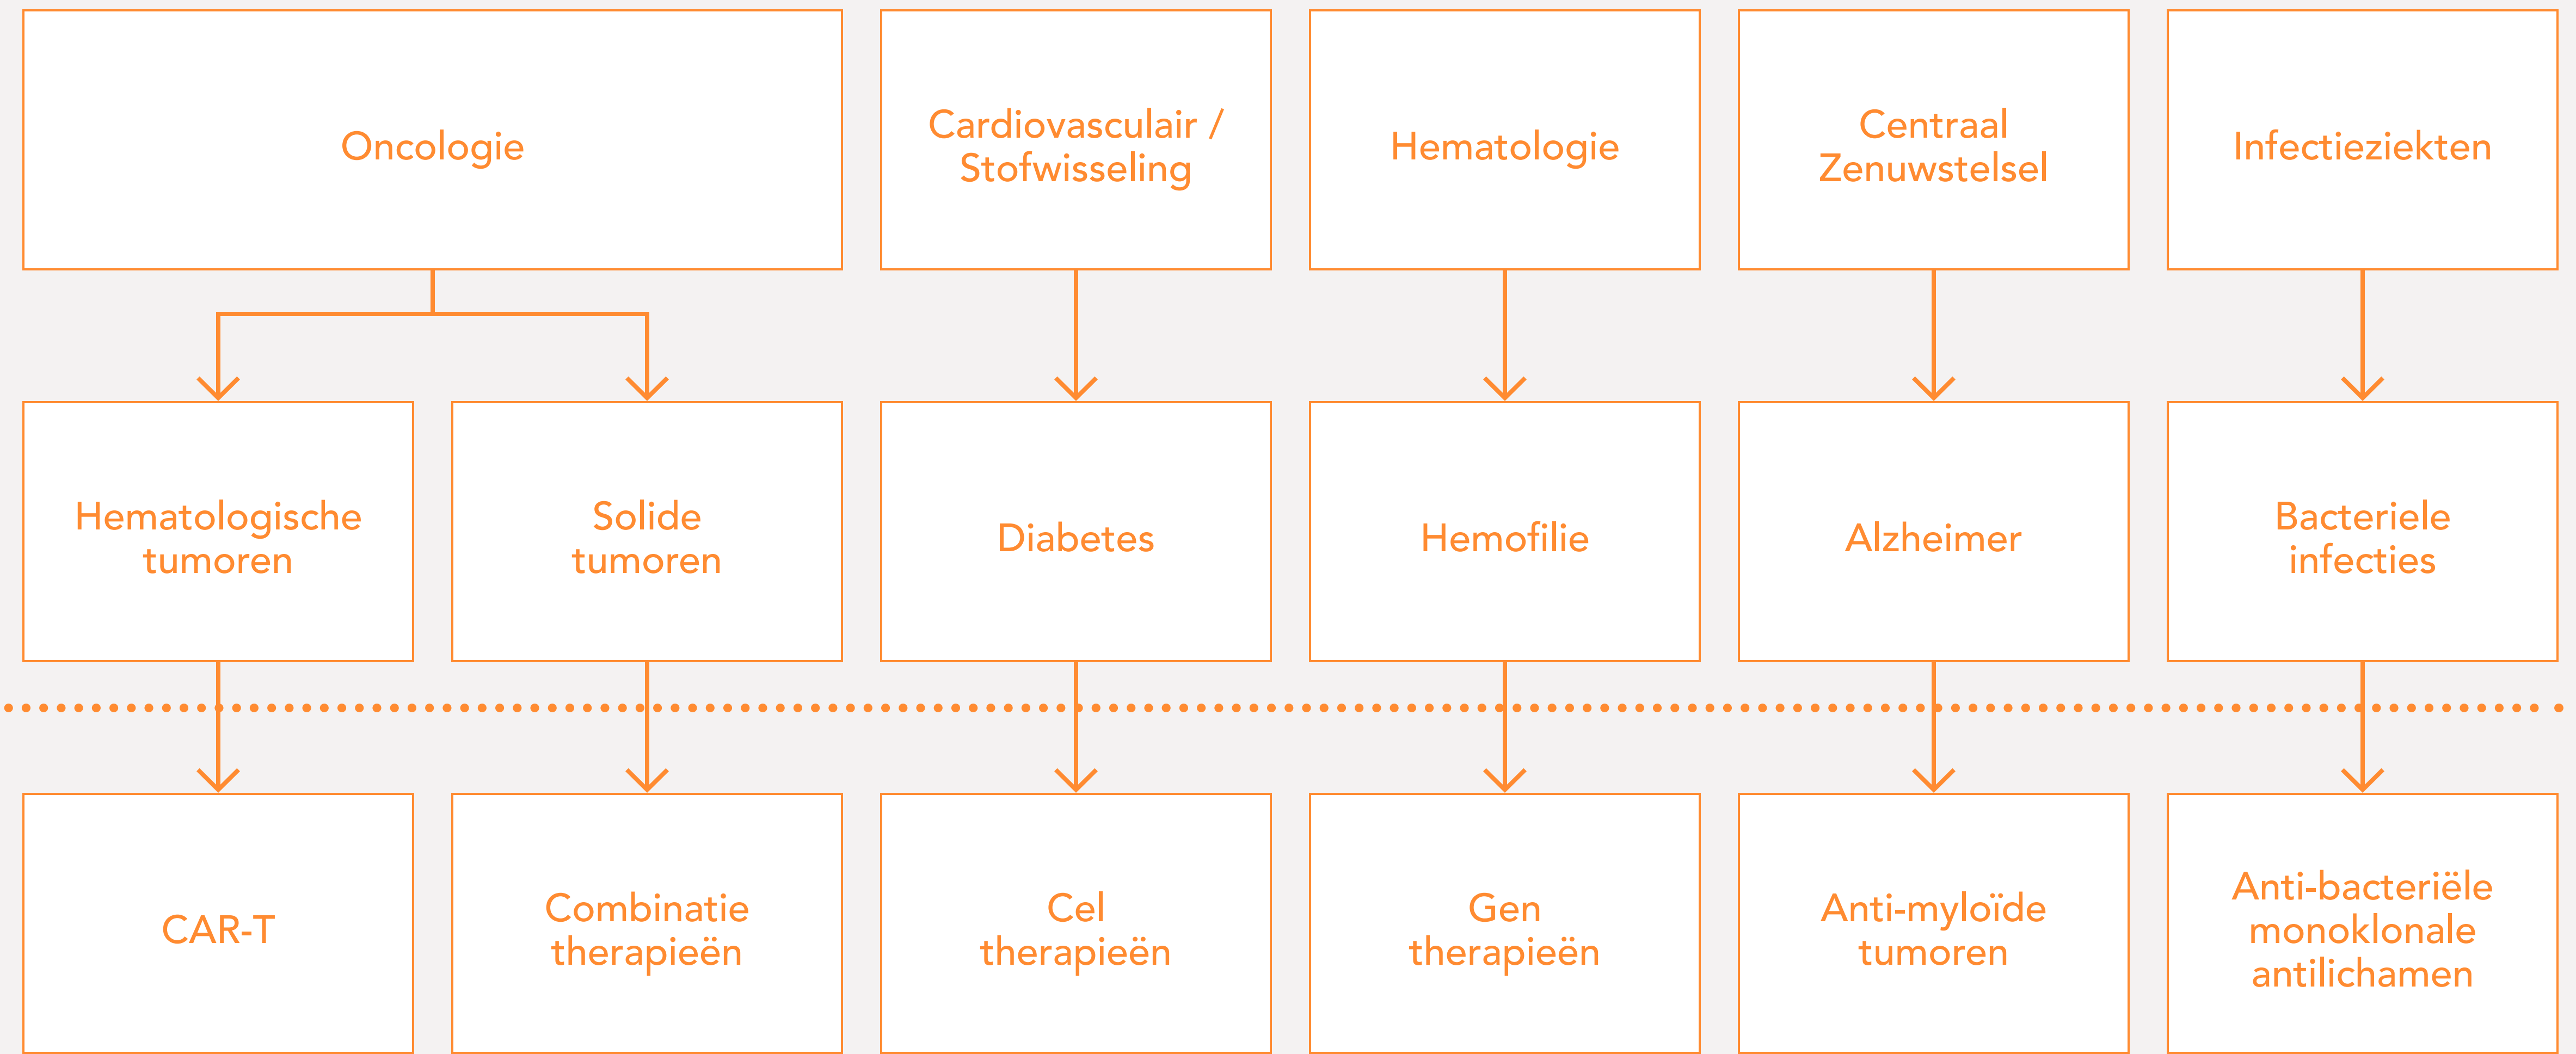 Oncologie
Cardiovasculair /
Stofwisseling
Hematologie
Centraal
Zenuwstelsel
Infectieziekten
Hematologische
tumoren
Solide
tumoren
Diabetes
Hemofilie
Alzheimer
Bacteriele
infecties
CAR-T
Combinatie
therapieën
Cel
therapieën
Gen
therapieën
Anti-myloïde
tumoren
Anti-bacteriële
monoklonale
antilichamen